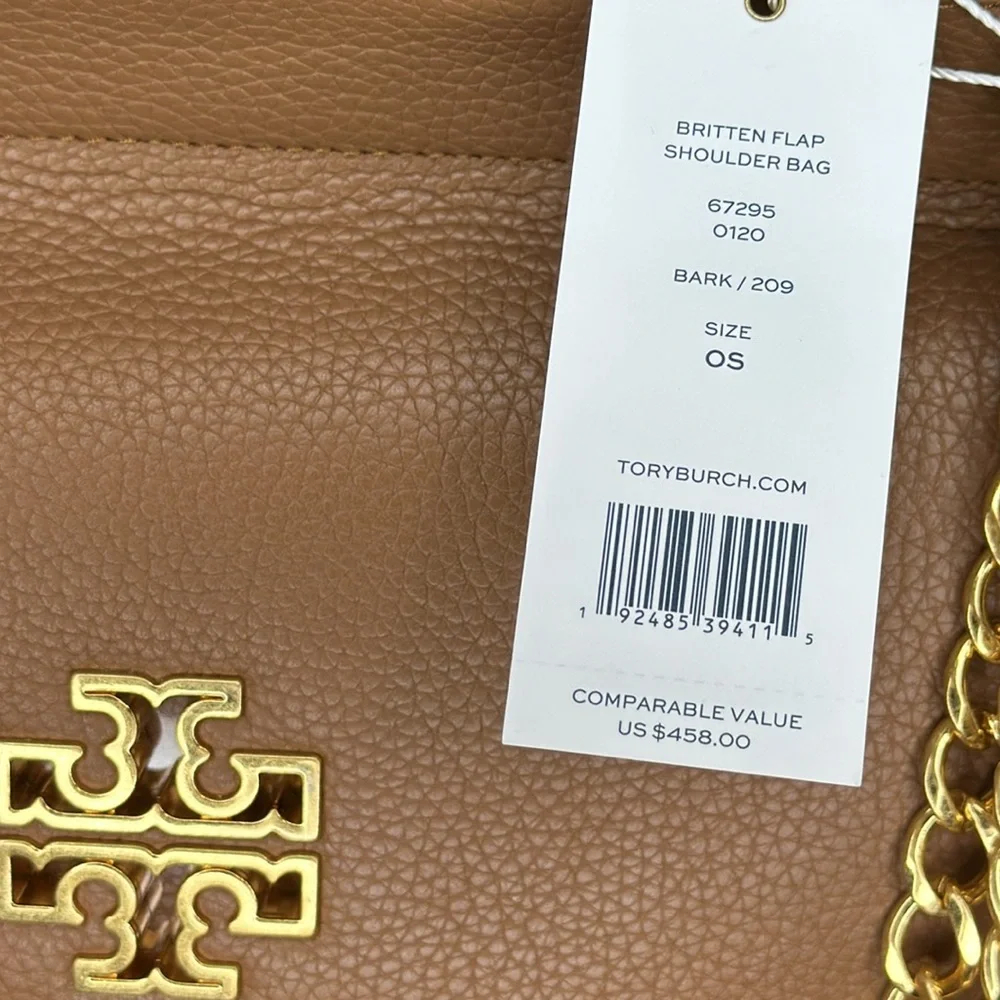 BRITTEN FLAP
SHOULDER BAG
67295
0120
BARK / 209
SIZE
OS
TORYBURCH.COM
1 92485 39411 5
COMPARABLE VALUE
US $458.00